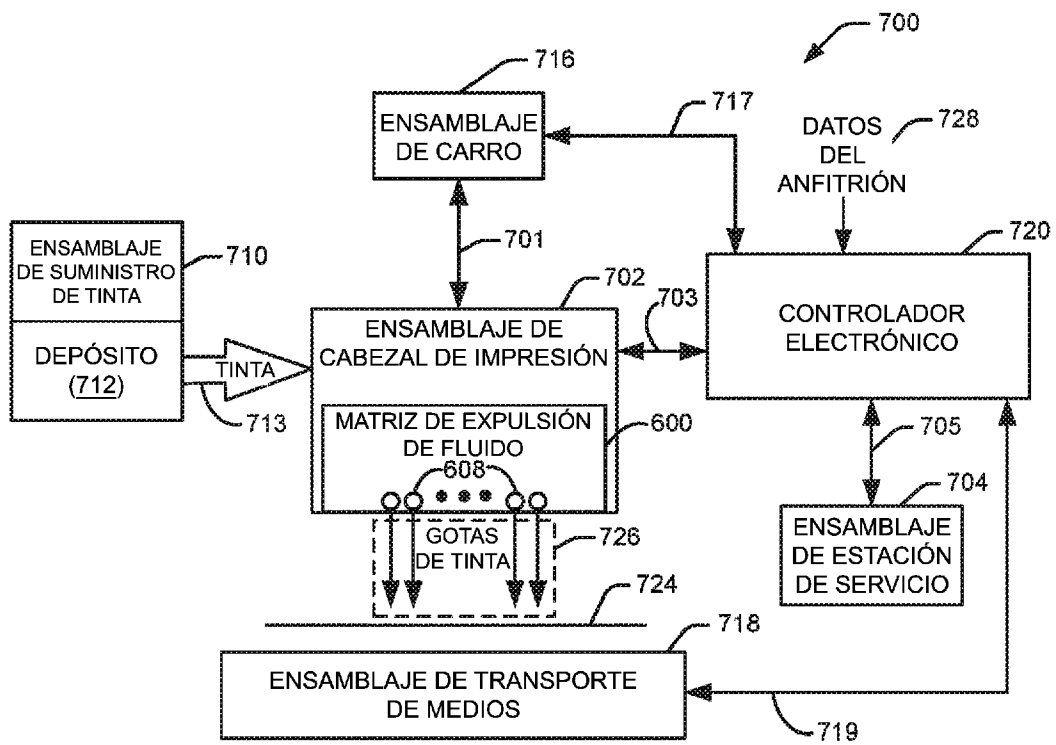 700
716
ENSAMBLAJE
DE CARRO
717
DATOS
DEL
ANFITRIÓN
728
701
720
ENSAMBLAJE
DE SUMINISTRO
DE TINTA
710
702
CONTROLADOR
ELECTRÓNICO
703
ENSAMBLAJE DE
CABEZAL DE IMPRESIÓN
DEPÓSITO
(712)
TINTA
713
MATRIZ DE EXPULSIÓN
DE FLUIDO
600
608
705
704
GOTAS
DE TINTA
726
ENSAMBLAJE
DE ESTACIÓN
DE SERVICIO
724
718
ENSAMBLAJE DE TRANSPORTE
DE MEDIOS
719